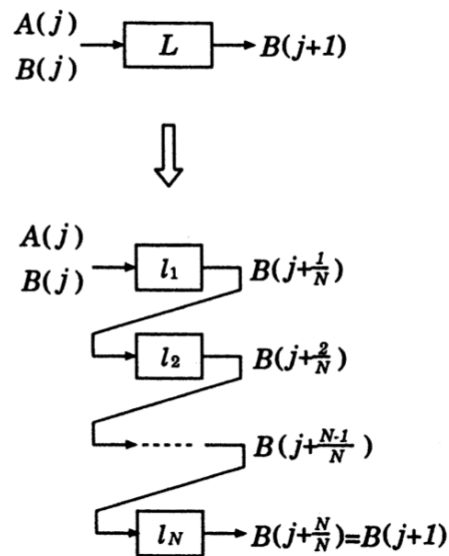 A(j)
B(j)
L
B(j+1)
A(j)
B(j)
l₁
B(j+1/N)
l₂
B(j+2/N)
B(j+N-1/N)
l_N
B(j+N/N)=B(j+1)